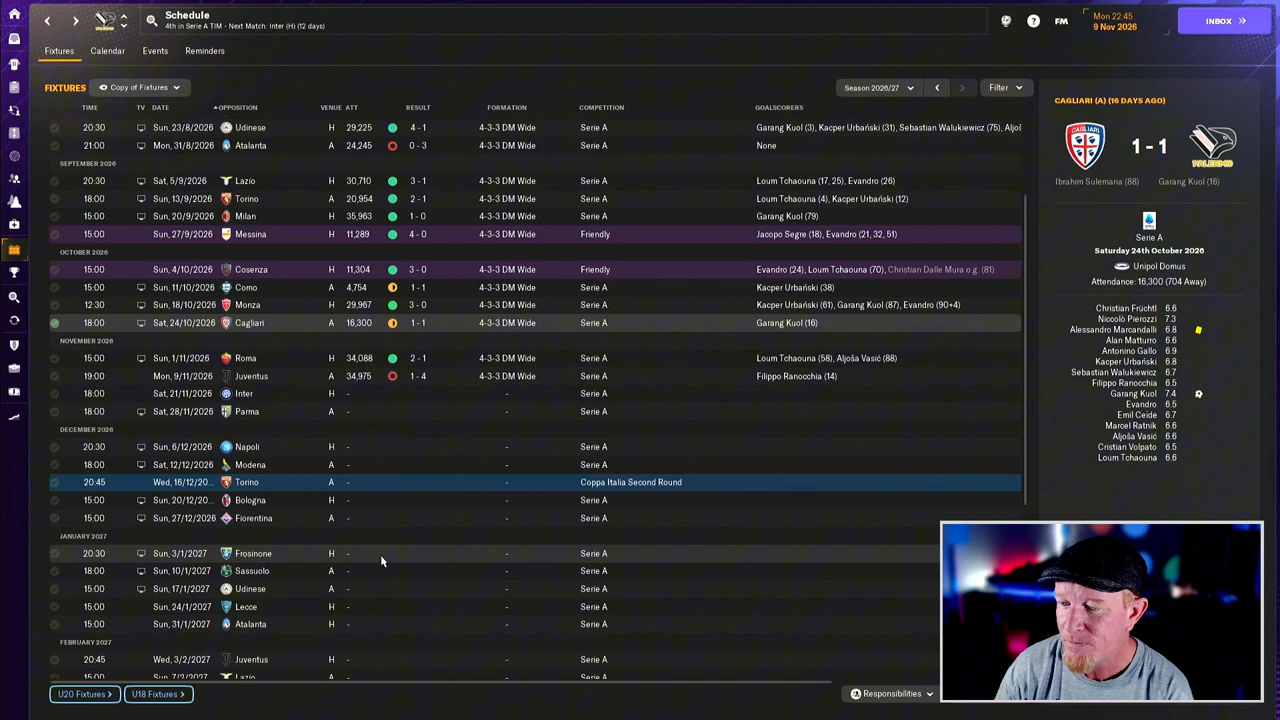 Schedule
4th in Serie A TIM - Next Match: Inter (H) (12 days)
FM
Mon 22:45
9 Nov 2026
INBOX
Fixtures Calendar Events Reminders
FIXTURES Copy of Fixtures Season 2026/27 Filter
TIME TV DATE OPPOSITION VENUE ATT RESULT FORMATION COMPETITION GOALSCORERS
20:30 Sun, 23/8/2026 Udinese H 29,225 4 - 1 4-3-3 DM Wide Serie A Garang Kuol (3), Kacper Urbański (31), Sebastian Walukiewicz (75), Aljoš
21:00 Mon, 31/8/2026 Atalanta A 24,248 0 - 3 4-3-3 DM Wide Serie A None
SEPTEMBER 2026
20:30 Sat, 5/9/2026 Lazio H 30,710 3 - 1 4-3-3 DM Wide Serie A Loum Tchaouna (17, 25), Evandro (26)
18:00 Sun, 13/9/2026 Torino A 20,954 2 - 1 4-3-3 DM Wide Serie A Loum Tchaouna (4), Kacper Urbański (12)
15:00 Sun, 20/9/2026 Milan H 35,963 1 - 0 4-3-3 DM Wide Serie A Garang Kuol (79)
15:00 Sun, 27/9/2026 Messina H 11,289 4 - 0 4-3-3 DM Wide Friendly Jacopo Segre (18), Evandro (21, 32, 51)
OCTOBER 2026
15:00 Sun, 4/10/2026 Cosenza H 11,304 3 - 0 4-3-3 DM Wide Friendly Evandro (24), Loum Tchaouna (70), Christian Dalle Mura o.g. (81)
15:00 Sun, 11/10/2026 Como A 4,754 1 - 1 4-3-3 DM Wide Serie A Kacper Urbański (38)
12:30 Sun, 18/10/2026 Monza H 29,967 3 - 0 4-3-3 DM Wide Serie A Kacper Urbański (61), Garang Kuol (87), Evandro (90+4)
18:00 Sat, 24/10/2026 Cagliari A 16,300 1 - 1 4-3-3 DM Wide Serie A Garang Kuol (16)
NOVEMBER 2026
15:00 Sun, 1/11/2026 Roma H 34,088 2 - 1 4-3-3 DM Wide Serie A Loum Tchaouna (58), Aljoša Vasić (88)
19:00 Mon, 9/11/2026 Juventus A 34,975 1 - 4 4-3-3 DM Wide Serie A Filippo Ranocchia (14)
18:00 Sat, 21/11/2026 Inter H - - Serie A
18:00 Sat, 28/11/2026 Parma A - - Serie A
DECEMBER 2026
20:30 Sun, 6/12/2026 Napoli H - - Serie A
18:00 Sat, 12/12/2026 Modena A - - Serie A
20:45 Wed, 16/12/20... Torino A - - Coppa Italia Second Round
15:00 Sun, 20/12/2026 Bologna H - - Serie A
15:00 Sun, 27/12/2026 Fiorentina A - - Serie A
JANUARY 2027
20:30 Sun, 3/1/2027 Frosinone H - - Serie A
18:00 Sun, 10/1/2027 Sassuolo A - - Serie A
15:00 Sun, 17/1/2027 Udinese A - - Serie A
15:00 Sun, 24/1/2027 Lecce H - - Serie A
15:00 Sun, 31/1/2027 Atalanta H - - Serie A
FEBRUARY 2027
20:45 Wed, 3/2/2027 Juventus H - - Serie A
15:00 Sun, 7/2/2027 Lazio A - - Serie A
U20 Fixtures U18 Fixtures Responsibilities
CAGLIARI (A) (16 DAYS AGO)
CAGLIARI 1 - 1 PALERMO
Ibrahim Sulemana (88) Garang Kuol (16)
Serie A
Saturday 24th October 2026
Unipol Domus
Attendance: 16,300 (704 Away)
Christian Früchtl 6.6
Niccolò Pierozzi 7.3
Alessandro Marcandalli 6.8
Alan Matturro 6.6
Antonino Gallo 6.9
Kacper Urbański 6.8
Sebastian Walukiewicz 6.7
Filippo Ranocchia 6.5
Garang Kuol 7.4
Evandro 6.5
Emil Ceide 6.7
Marcel Ratnik 6.6
Aljoša Vasić 6.6
Cristian Volpato 6.5
Loum Tchaouna 6.6